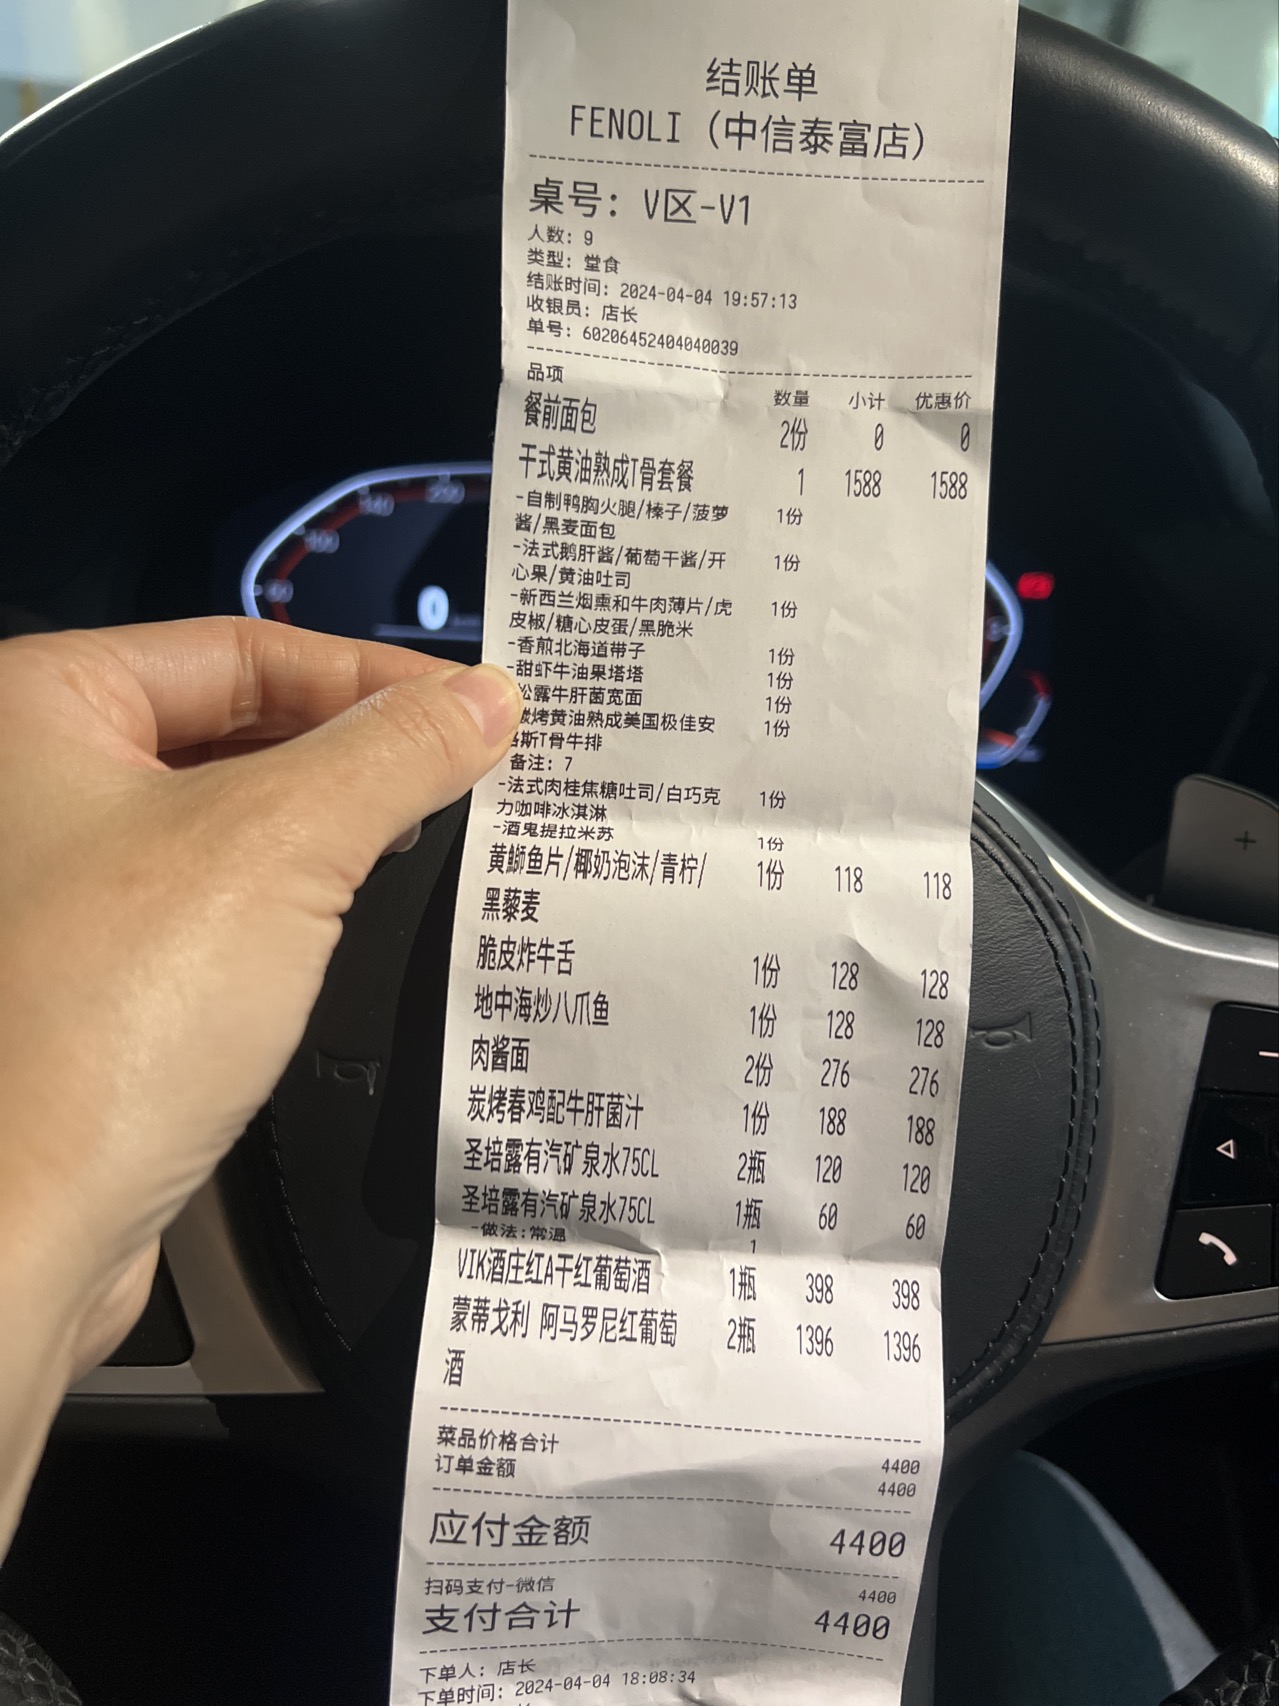 结账单
FENOLI（中信泰富店）
桌号：V区-V1
人数：9
类型：堂食
结账时间：2024-04-04 19:57:13
收银员：店长
单号：60206452404040039
品项 数量 小计 优惠价
餐前面包 2份 0 0
干式黄油熟成T骨套餐 1 1588 1588
-自制鸭胸火腿/榛子/菠萝 1份
酱/黑麦面包
-法式鹅肝酱/葡萄干酱/开 1份
心果/黄油吐司
-新西兰烟熏和牛肉薄片/虎 1份
皮椒/糖心皮蛋/黑脆米
-香煎北海道带子 1份
-甜虾牛油果塔塔 1份
松露牛肝菌宽面 1份
炭烤黄油熟成美国极佳安 1份
格斯T骨牛排
备注：7
-法式肉桂焦糖吐司/白巧克 1份
力咖啡冰淇淋
-酒鬼提拉米苏 1份
黄鰤鱼片/椰奶泡沫/青柠/ 1份 118 118
黑藜麦
脆皮炸牛舌 1份 128 128
地中海炒八爪鱼 1份 128 128
肉酱面 2份 276 276
炭烤春鸡配牛肝菌汁 1份 188 188
圣培露有汽矿泉水75CL 2瓶 120 120
圣培露有汽矿泉水75CL 1瓶 60 60
-做法:常温 1
VIK酒庄红A干红葡萄酒 1瓶 398 398
蒙蒂戈利 阿马罗尼红葡萄 2瓶 1396 1396
酒
菜品价格合计 4400
订单金额 4400
应付金额 4400
扫码支付-微信 4400
支付合计 4400
下单人：店长
下单时间：2024-04-04 18:08:34
0